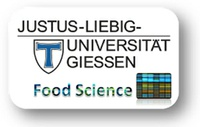 JUSTUS-LIEBIG-
UNIVERSITÄT
GIESSEN
Food Science